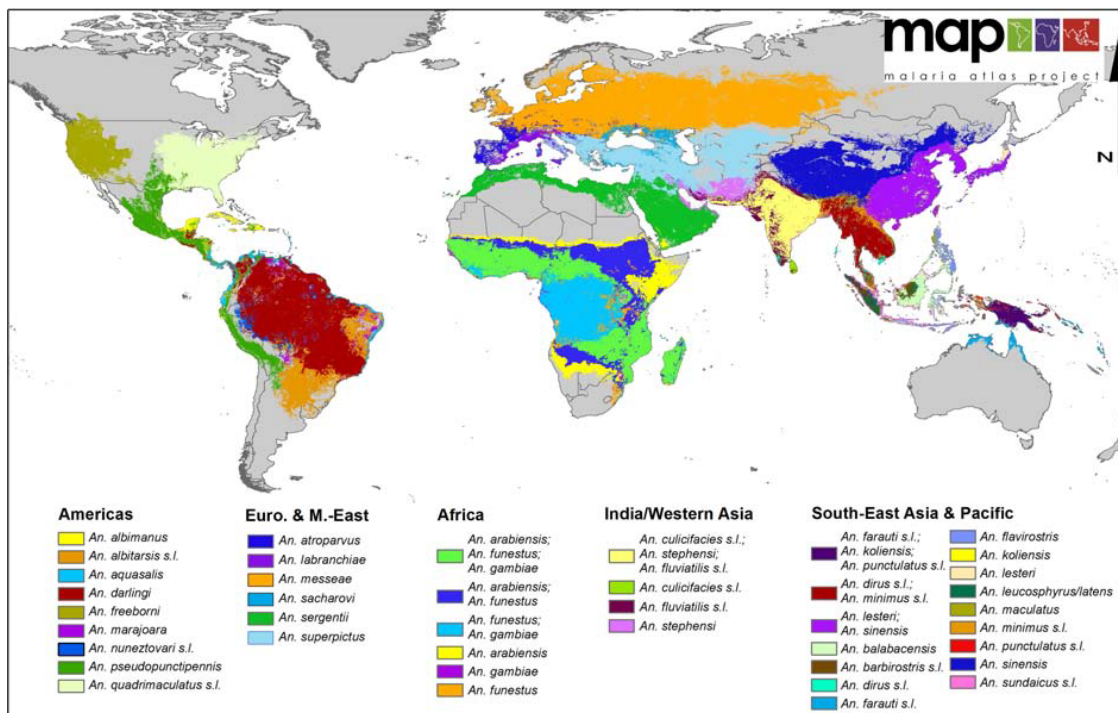 map
malaria atlas project
N
Americas
An. albimanus
An. albitarsis s.l.
An. aquasalis
An. darlingi
An. freeborni
An. marajoara
An. nuneztovari s.l.
An. pseudopunctipennis
An. quadrimaculatus s.l.
Euro. & M.-East
An. atroparvus
An. labranchiae
An. messeae
An. sacharovi
An. sergentii
An. superpictus
Africa
An. arabiensis;
An. funestus;
An. gambiae
An. arabiensis;
An. funestus
An. funestus;
An. gambiae
An. arabiensis
An. gambiae
An. funestus
India/Western Asia
An. culicifacies s.l.;
An. stephensi;
An. fluviatilis s.l.
An. culicifacies s.l.
An. fluviatilis s.l.
An. stephensi
South-East Asia & Pacific
An. farauti s.l.;
An. koliensis;
An. punctulatus s.l.
An. dirus s.l.;
An. minimus s.l.
An. lesteri;
An. sinensis
An. balabacensis
An. barbirostris s.l.
An. dirus s.l.
An. farauti s.l.
An. flavirostris
An. koliensis
An. lesteri
An. leucosphyrus/latens
An. maculatus
An. minimus s.l.
An. punctulatus s.l.
An. sinensis
An. sundaicus s.l.